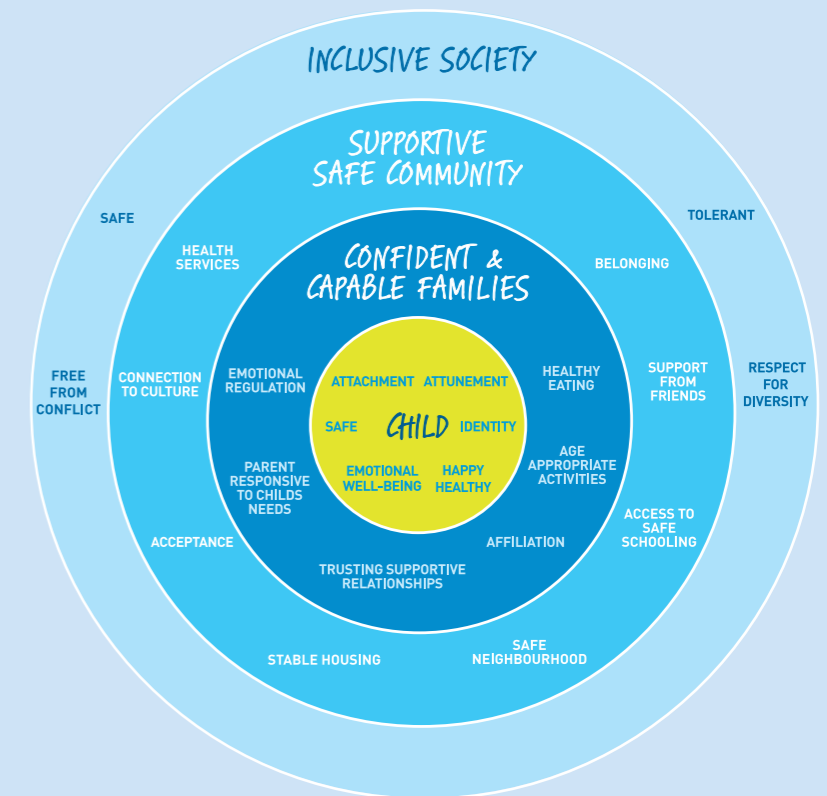 INCLUSIVE SOCIETY
SUPPORTIVE
SAFE COMMUNITY
SAFE
TOLERANT
HEALTH
SERVICES
BELONGING
CONFIDENT &
CAPABLE FAMILIES
FREE
FROM
CONFLICT
CONNECTION
TO CULTURE
EMOTIONAL
REGULATION
ATTACHMENT
ATTUNEMENT
HEALTHY
EATING
SUPPORT
FROM
FRIENDS
RESPECT
FOR
DIVERSITY
SAFE
CHILD
IDENTITY
PARENT
RESPONSIVE
TO CHILDS
NEEDS
EMOTIONAL
WELL-BEING
HAPPY
HEALTHY
AGE
APPROPRIATE
ACTIVITIES
ACCEPTANCE
AFFILIATION
ACCESS TO
SAFE
SCHOOLING
TRUSTING SUPPORTIVE
RELATIONSHIPS
STABLE HOUSING
SAFE
NEIGHBOURHOOD